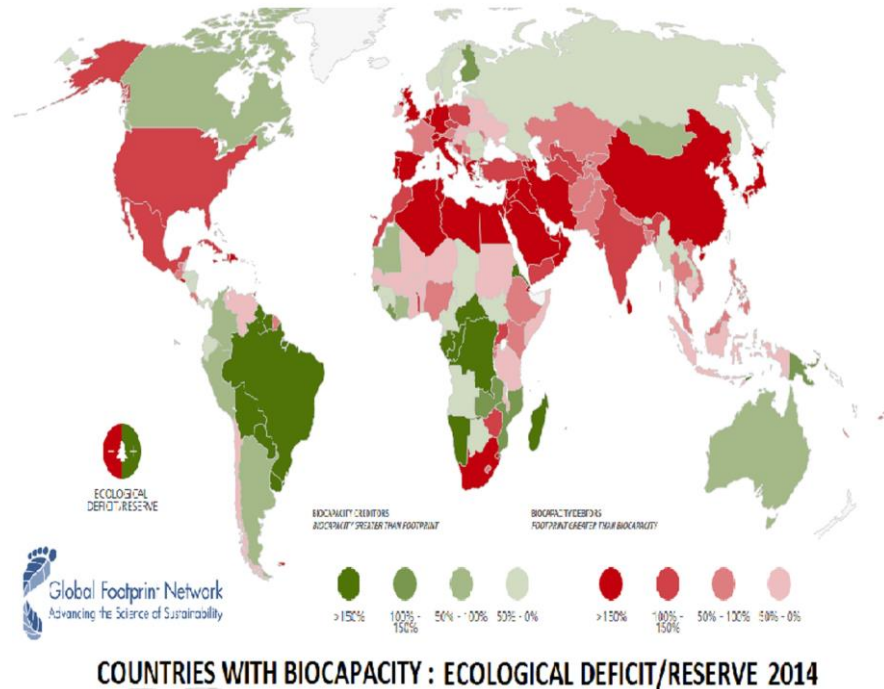 ECOLOGICAL
DEFICIT/RESERVE
BIOCAPACITY CREDITORS
BIOCAPACITY GREATER THAN FOOTPRINT
BIOCAPACITY DEBTORS
FOOTPRINT GREATER THAN BIOCAPACITY
Global Footprint Network
Advancing the Science of Sustainability
>150%
100% -
150%
50% - 100%
50% - 0%
>150%
100% -
150%
50% - 100%
50% - 0%
COUNTRIES WITH BIOCAPACITY : ECOLOGICAL DEFICIT/RESERVE 2014